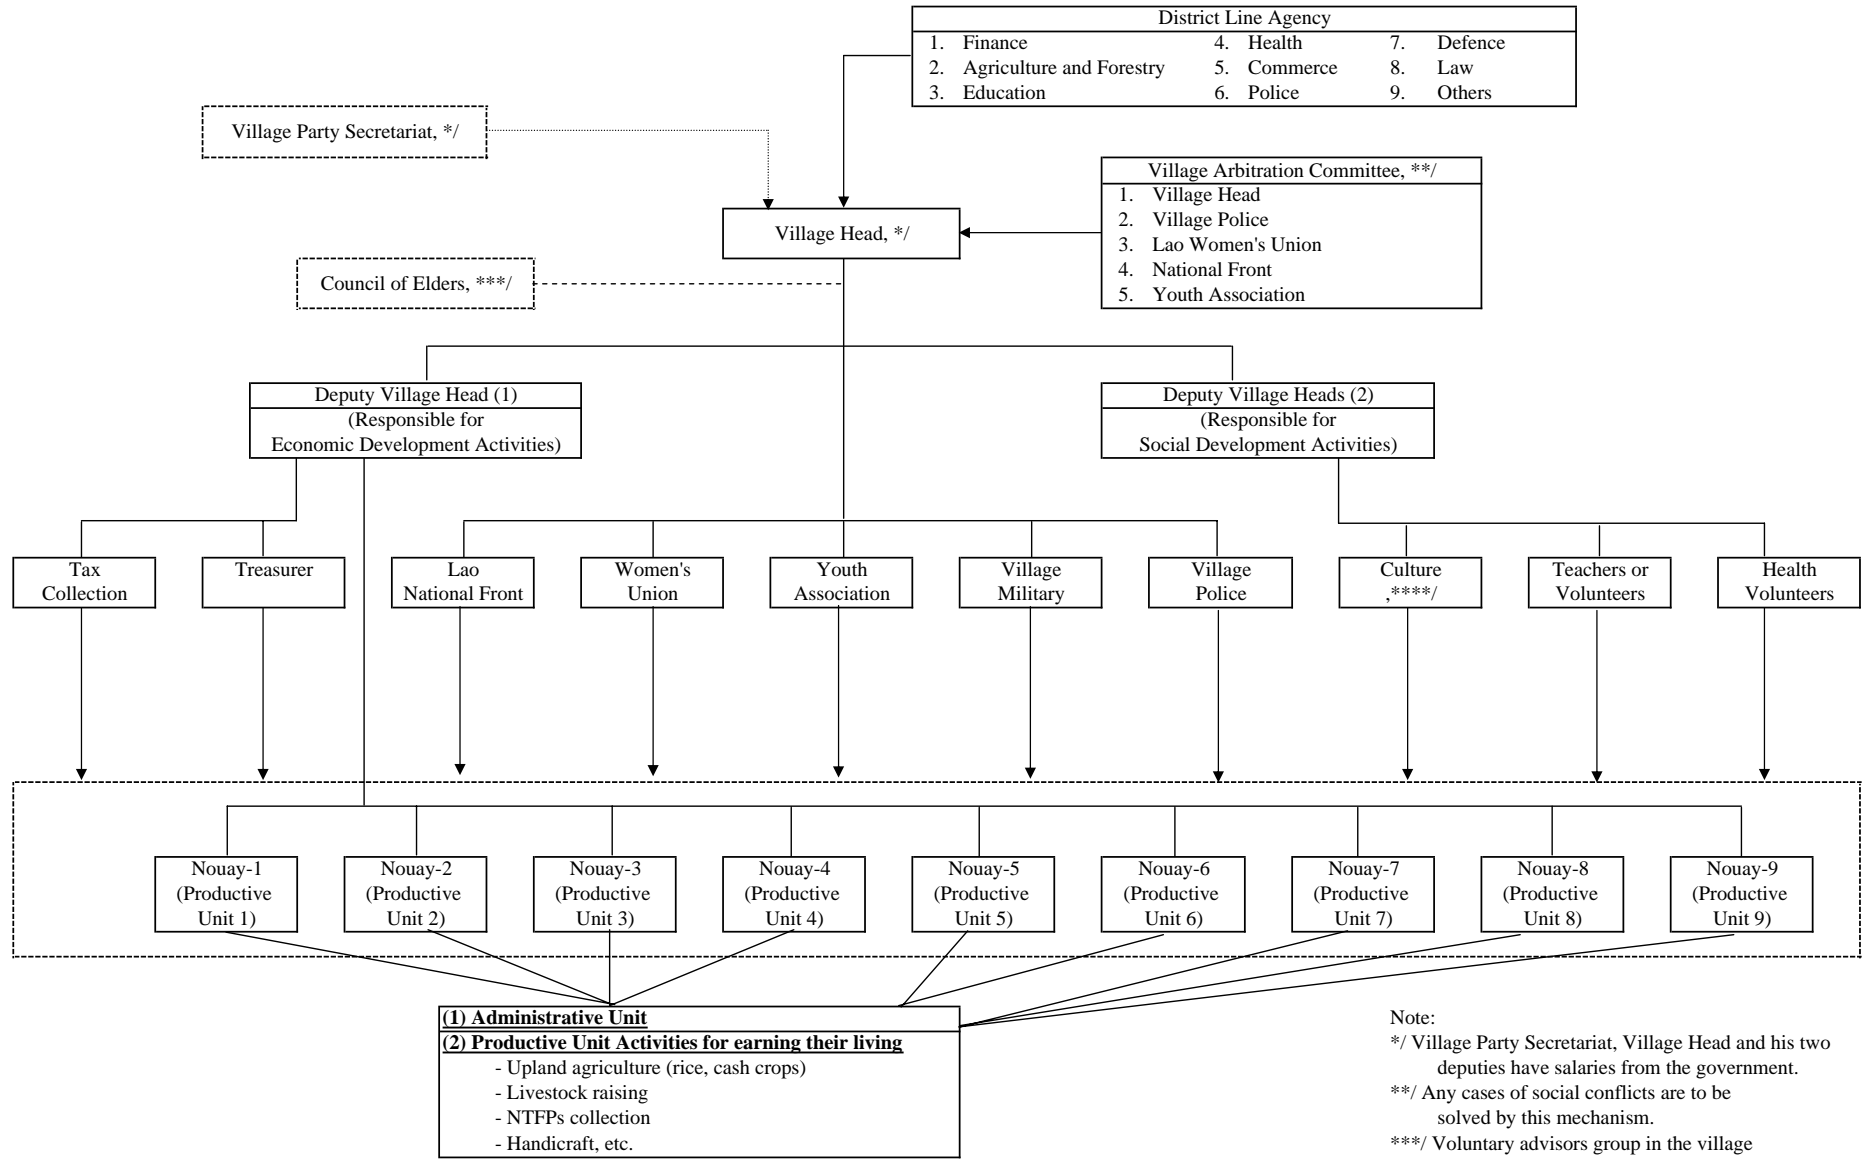 District Line Agency
1. Finance 4. Health 7. Defence
2. Agriculture and Forestry 5. Commerce 8. Law
3. Education 6. Police 9. Others
Village Party Secretariat, */
Village Arbitration Committee, **/
1. Village Head
2. Village Police
3. Lao Women's Union
4. National Front
5. Youth Association
Village Head, */
Council of Elders, ***/
Deputy Village Head (1)
(Responsible for
Economic Development Activities)
Deputy Village Heads (2)
(Responsible for
Social Development Activities)
Tax
Collection
Treasurer
Lao
National Front
Women's
Union
Youth
Association
Village
Military
Village
Police
Culture
,****/
Teachers or
Volunteers
Health
Volunteers
Nouay-1
(Productive
Unit 1)
Nouay-2
(Productive
Unit 2)
Nouay-3
(Productive
Unit 3)
Nouay-4
(Productive
Unit 4)
Nouay-5
(Productive
Unit 5)
Nouay-6
(Productive
Unit 6)
Nouay-7
(Productive
Unit 7)
Nouay-8
(Productive
Unit 8)
Nouay-9
(Productive
Unit 9)
(1) Administrative Unit
(2) Productive Unit Activities for earning their living
- Upland agriculture (rice, cash crops)
- Livestock raising
- NTFPs collection
- Handicraft, etc.
Note:
*/ Village Party Secretariat, Village Head and his two
deputies have salaries from the government.
**/ Any cases of social conflicts are to be
solved by this mechanism.
***/ Voluntary advisors group in the village